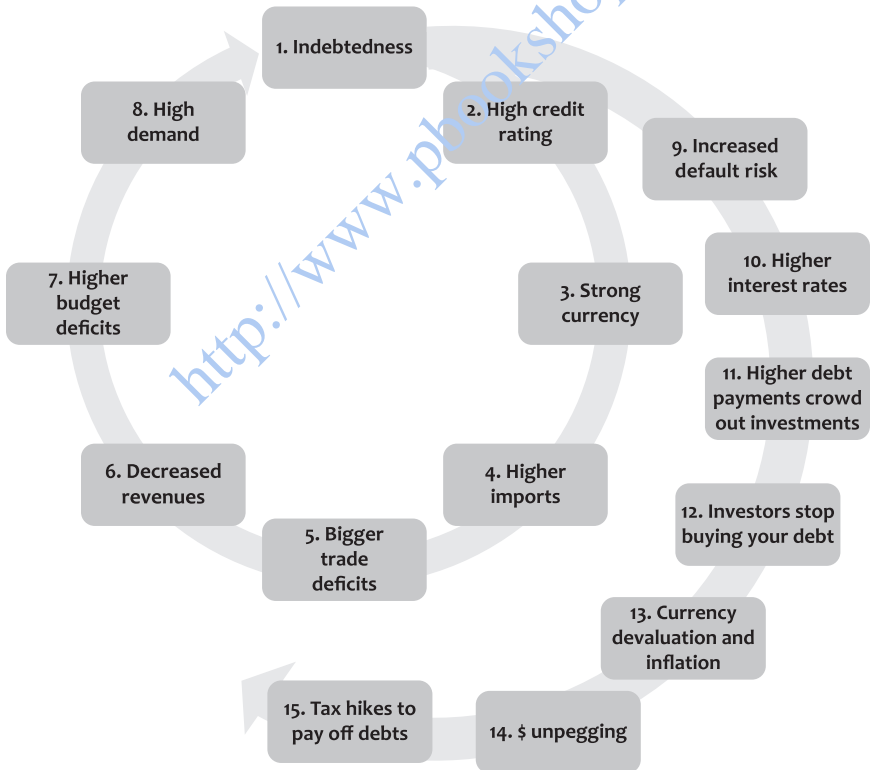 1. Indebtedness
2. High credit
rating
3. Strong
currency
4. Higher
imports
5. Bigger
trade
deficits
6. Decreased
revenues
7. Higher
budget
deficits
8. High
demand
9. Increased
default risk
10. Higher
interest rates
11. Higher debt
payments crowd
out investments
12. Investors stop
buying your debt
13. Currency
devaluation and
inflation
14. $ unpegging
15. Tax hikes to
pay off debts
http://www.pbooksho